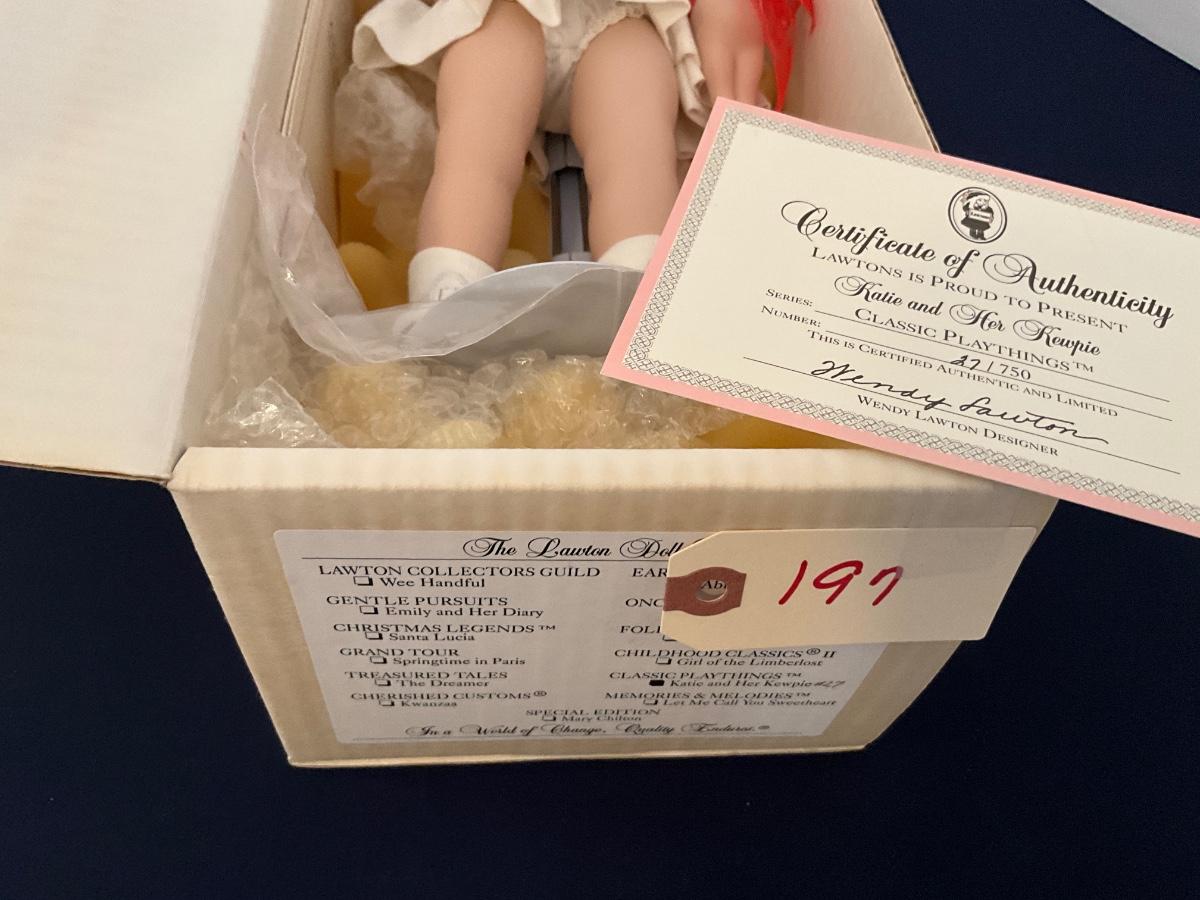 Certificate of Authenticity
LAWTONS IS PROUD TO PRESENT
Katie and Her Kewpie
SERIES: CLASSIC PLAYTHINGS™
NUMBER: 27/750
THIS IS CERTIFIED AUTHENTIC AND LIMITED
Wendy Lawton
WENDY LAWTON DESIGNER
The Lawton Doll
LAWTON COLLECTORS GUILD
Wee Handful
GENTLE PURSUITS
Emily and Her Diary
CHRISTMAS LEGENDS™
Santa Lucia
GRAND TOUR
Springtime in Paris
TREASURED TALES
The Dreamer
CHERISHED CUSTOMS®
Kwanzaa
EAR
ONC
FOL
CHILDHOOD CLASSICS® II
Girl of the Limberlost
CLASSIC PLAYTHINGS™
Katie and Her Kewpie #27
MEMORIES & MELODIES™
Let Me Call You Sweetheart
SPECIAL EDITION
Mary Chilton
In a World of Change, Quality Endures.®
197